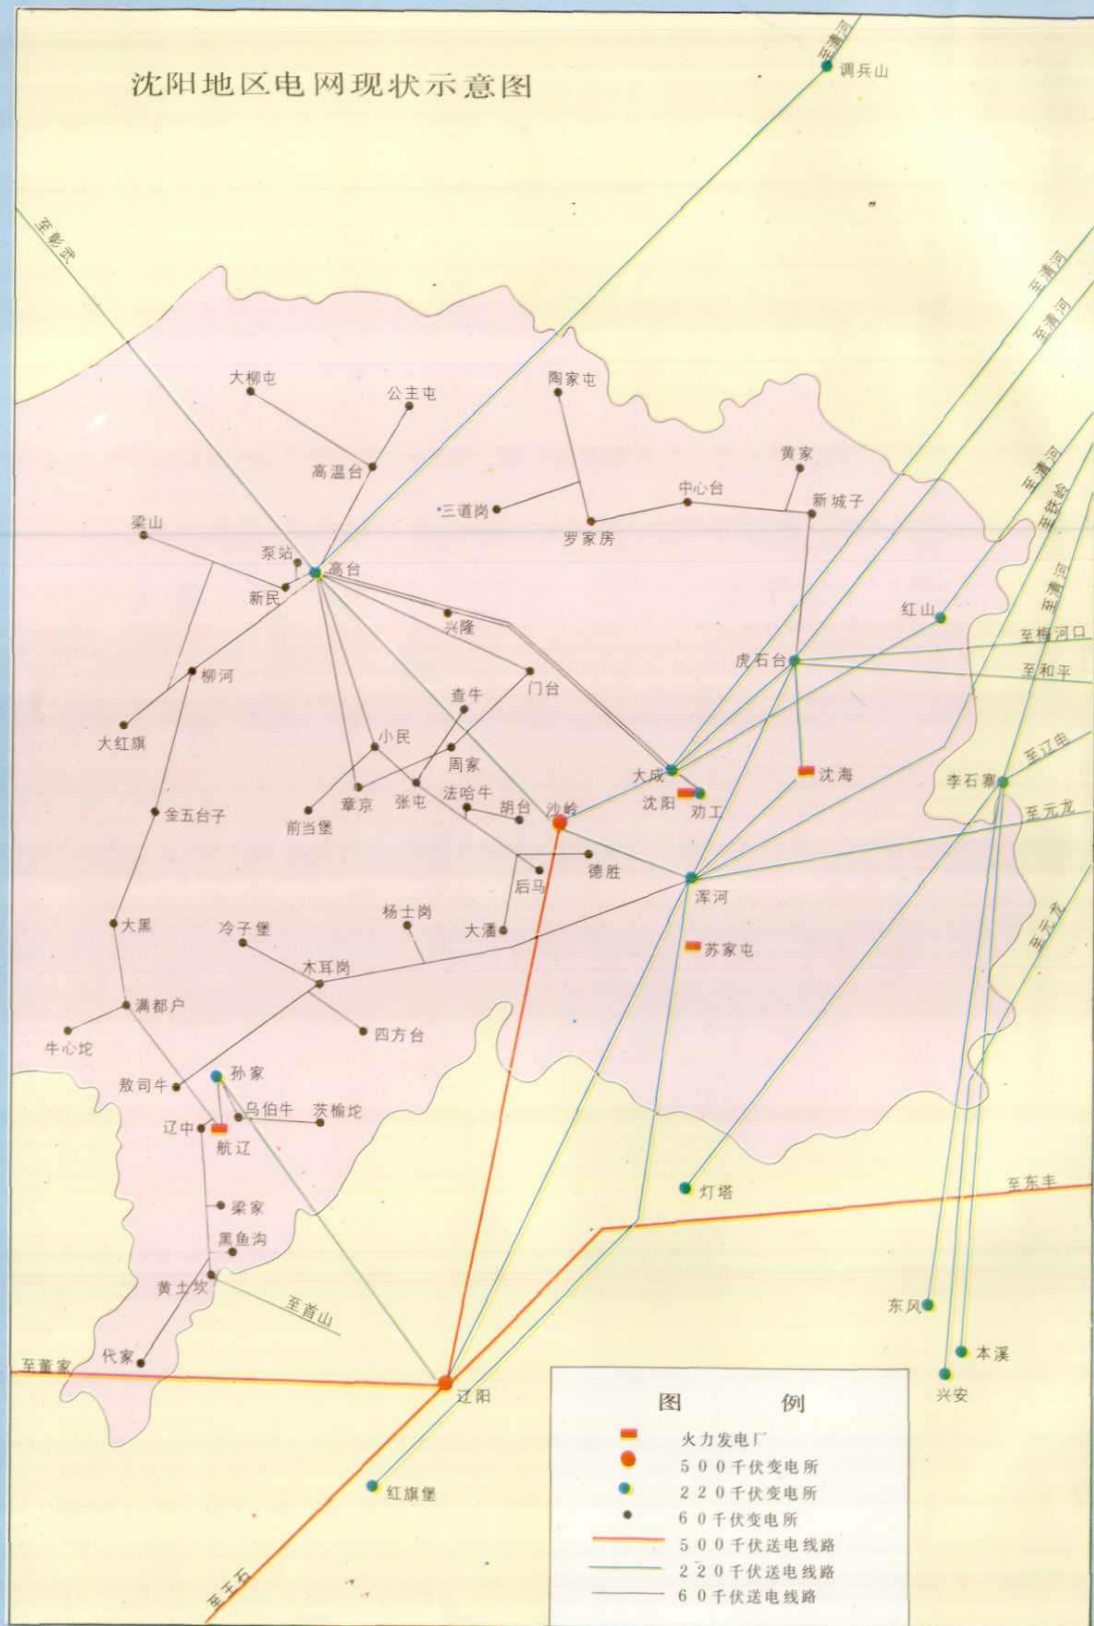 沈阳地区电网现状示意图
至清河
调兵山
至彰武
至清河
至清河
大柳屯
公主屯
陶家屯
高温台
黄家
中心台
三道岗
新城子
罗家房
至清河
至铁岭
梁山
泵站
高台
新民
兴隆
红山
至清河
至梅河口
虎石台
至和平
柳河
门台
查牛
大红旗
小民
周家
至辽电
大成
沈海
李石寨
章京
张屯
法哈牛
沈阳
劝工
金五台子
前当堡
胡台
沙岭
至元龙
后马
德胜
浑河
杨士岗
大黑
冷子堡
大潘
至元龙
苏家屯
木耳岗
满都户
四方台
牛心坨
敖司牛
孙家
乌伯牛
茨榆坨
辽中
航辽
灯塔
至东丰
梁家
黑鱼沟
黄土坎
至首山
东风
代家
至董家
本溪
辽阳
兴安
红旗堡
至王石
图 例
火力发电厂
500千伏变电所
220千伏变电所
60千伏变电所
500千伏送电线路
220千伏送电线路
60千伏送电线路